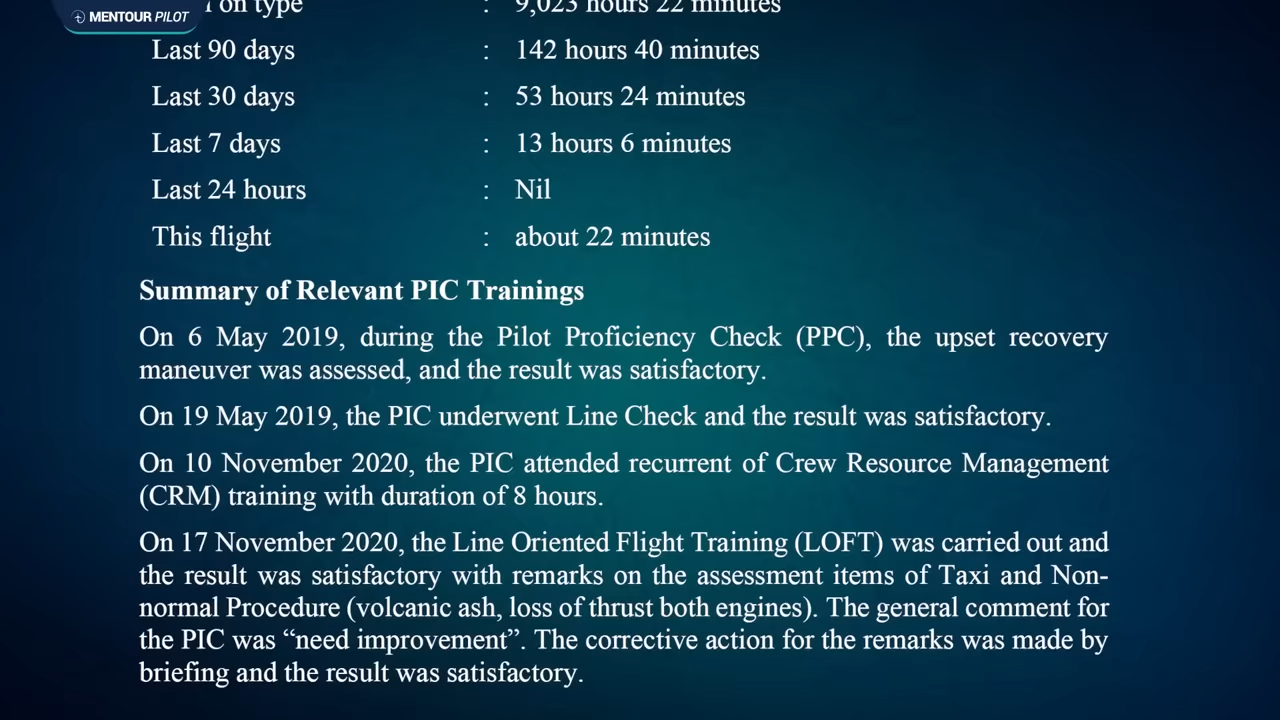 MENTOUR PILOT
on type : 9,023 hours 22 minutes
Last 90 days : 142 hours 40 minutes
Last 30 days : 53 hours 24 minutes
Last 7 days : 13 hours 6 minutes
Last 24 hours : Nil
This flight : about 22 minutes
Summary of Relevant PIC Trainings
On 6 May 2019, during the Pilot Proficiency Check (PPC), the upset recovery
maneuver was assessed, and the result was satisfactory.
On 19 May 2019, the PIC underwent Line Check and the result was satisfactory.
On 10 November 2020, the PIC attended recurrent of Crew Resource Management
(CRM) training with duration of 8 hours.
On 17 November 2020, the Line Oriented Flight Training (LOFT) was carried out and
the result was satisfactory with remarks on the assessment items of Taxi and Non-
normal Procedure (volcanic ash, loss of thrust both engines). The general comment for
the PIC was “need improvement”. The corrective action for the remarks was made by
briefing and the result was satisfactory.